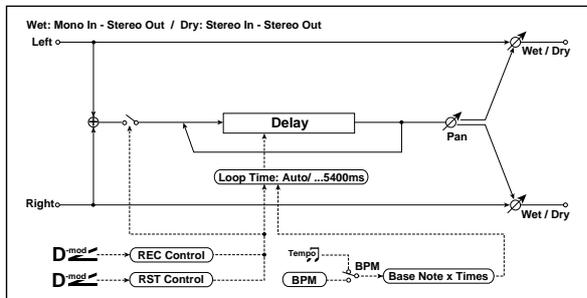 Wet: Mono In - Stereo Out / Dry: Stereo In - Stereo Out
Left
Wet / Dry
Delay
Pan
Loop Time: Auto/ ...5400ms
Right
Wet / Dry
D-mod
REC Control
Tempo
BPM
D-mod
RST Control
BPM
Base Note x Times